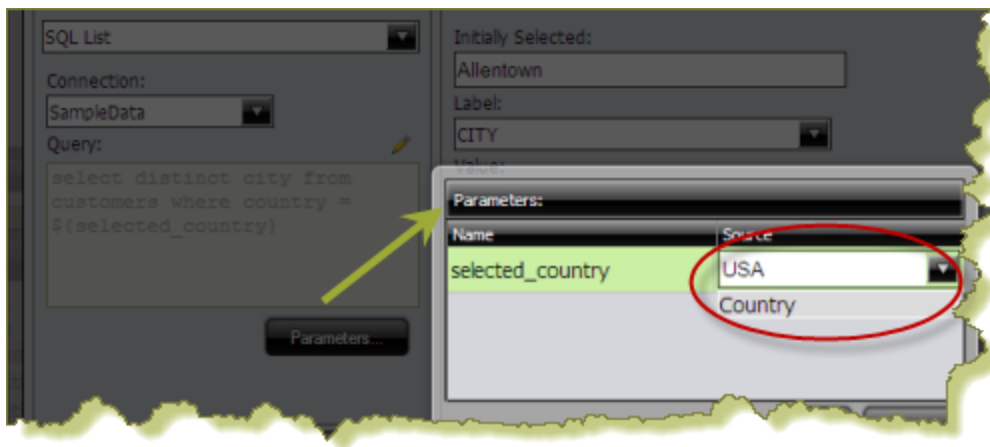 SQL List
Connection:
SampleData
Query:
select distinct city from
customers where country =
${selected_country}
Parameters...
Initially Selected:
Allentown
Label:
CITY
Value:
Parameters:
Name Source
selected_country USA
Country